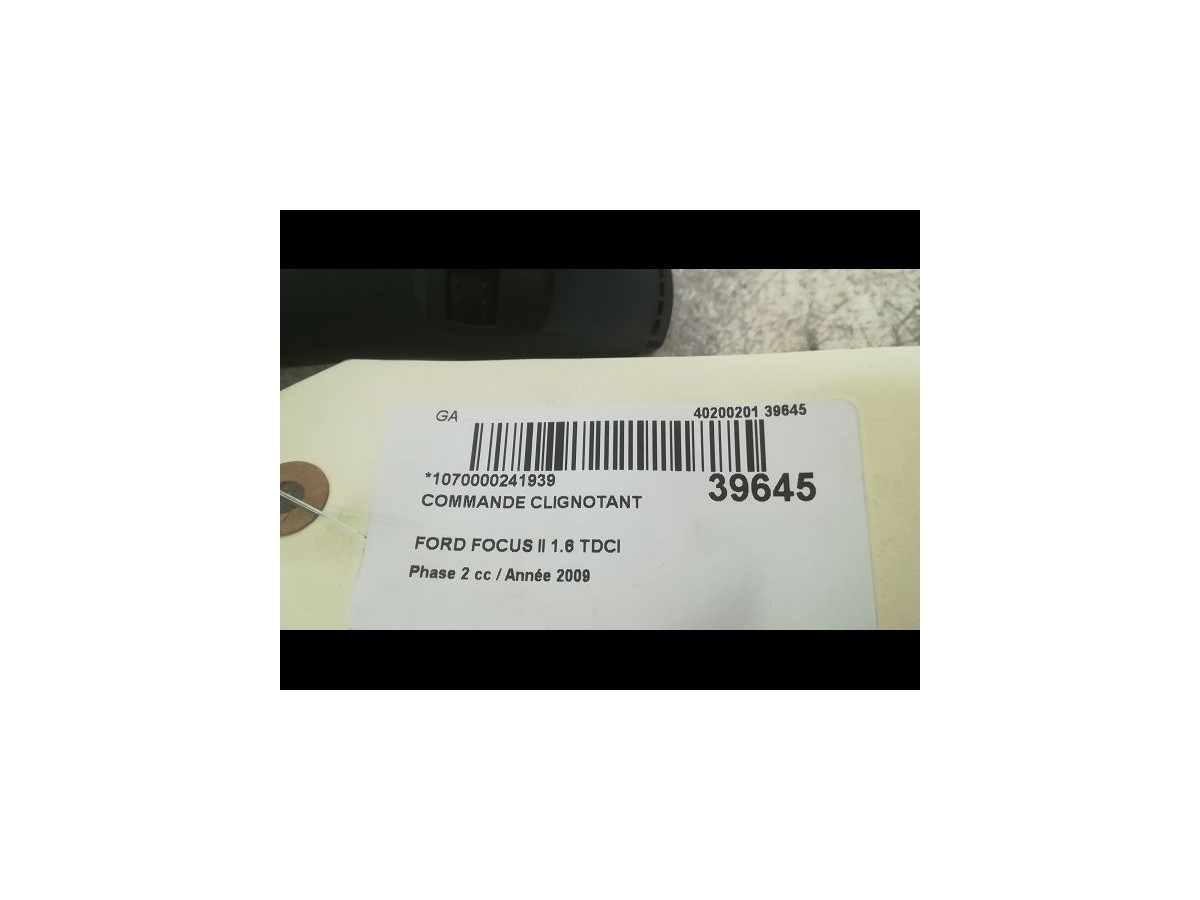 GA
40200201 39645
*1070000241939
39645
COMMANDE CLIGNOTANT
FORD FOCUS II 1.6 TDCI
Phase 2 cc / Année 2009